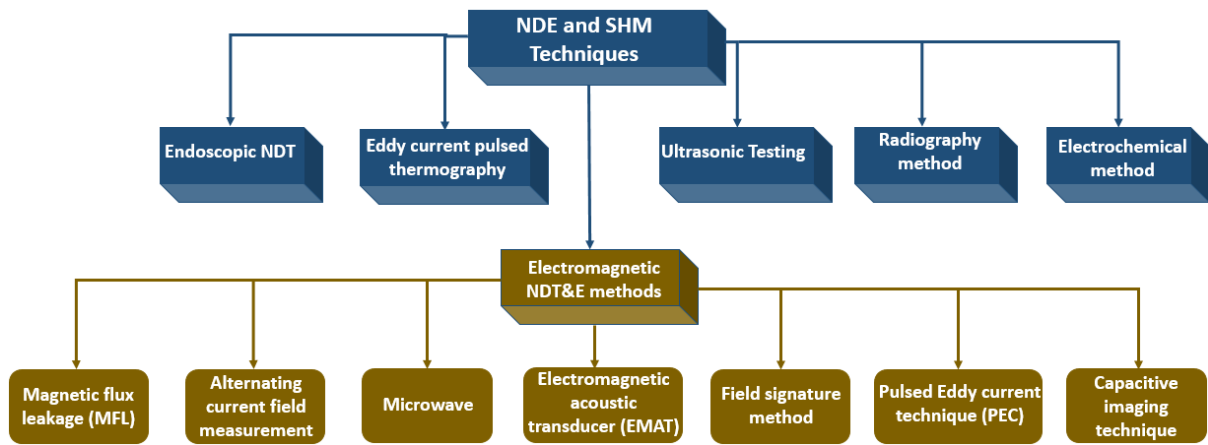 NDE and SHM
Techniques
Endoscopic NDT
Eddy current pulsed
thermography
Ultrasonic Testing
Radiography
method
Electrochemical
method
Electromagnetic
NDT&E methods
Magnetic flux
leakage (MFL)
Alternating
current field
measurement
Microwave
Electromagnetic
acoustic
transducer (EMAT)
Field signature
method
Pulsed Eddy current
technique (PEC)
Capacitive
imaging
technique